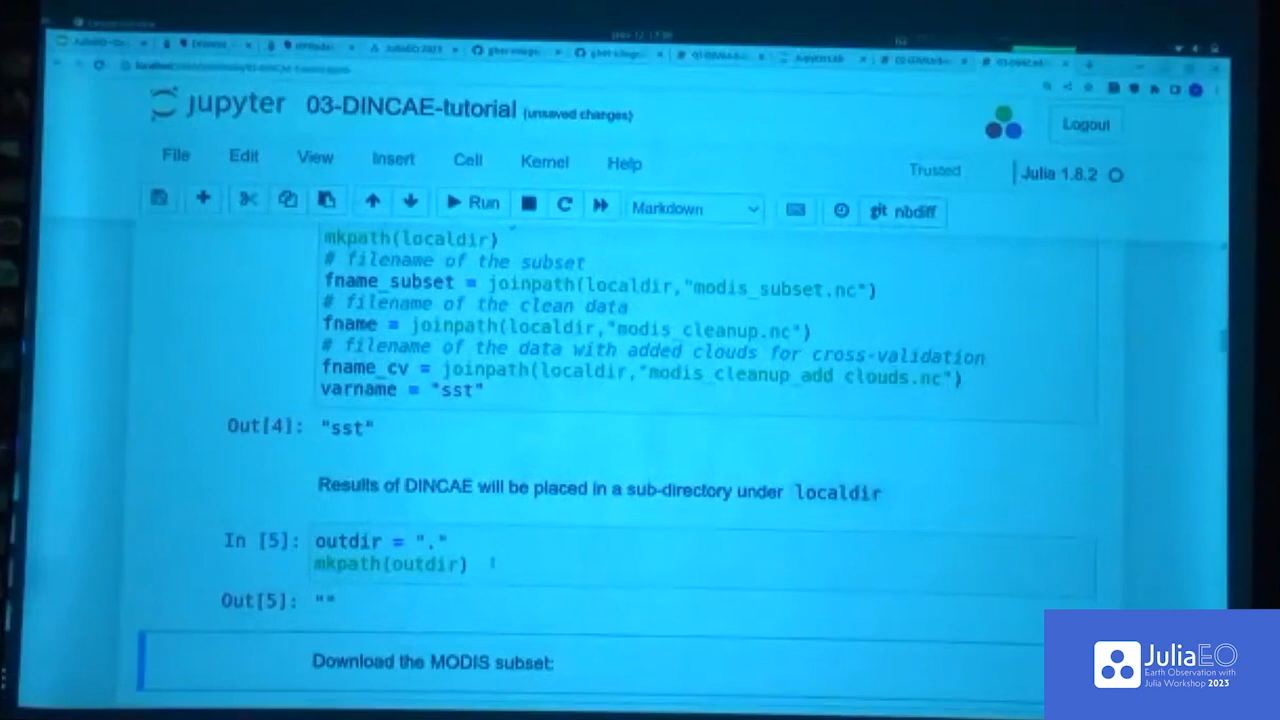 JuliaEO 2023
jupyter 03-DINCAE-tutorial (unsaved changes)
Logout
File Edit View Insert Cell Kernel Help
Trusted
Julia 1.8.2
Run
Markdown
git nbdiff
mkpath(localdir)
# filename of the subset
fname_subset = joinpath(localdir,"modis_subset.nc")
# filename of the clean data
fname = joinpath(localdir,"modis_cleanup.nc")
# filename of the data with added clouds for cross-validation
fname_cv = joinpath(localdir,"modis_cleanup_add_clouds.nc")
varname = "sst"
Out[4]: "sst"
Results of DINCAE will be placed in a sub-directory under localdir
In [5]: outdir = "."
mkpath(outdir)
Out[5]: ""
Download the MODIS subset:
JuliaEO
Earth Observation with
Julia Workshop 2023